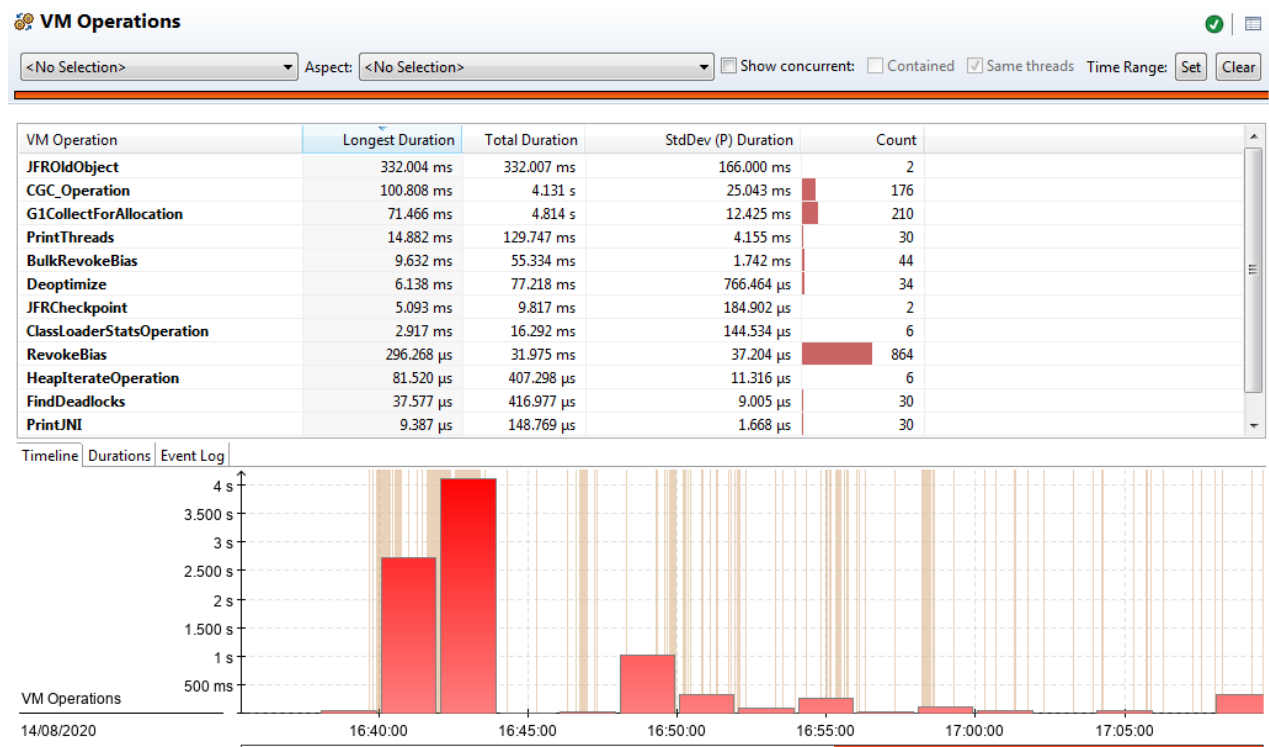 VM Operations
<No Selection> Aspect: <No Selection> Show concurrent: Contained Same threads Time Range: Set Clear
VM Operation Longest Duration Total Duration StdDev (P) Duration Count
JFROldObject 332.004 ms 332.007 ms 166.000 ms 2
CGC_Operation 100.808 ms 4.131 s 25.043 ms 176
G1CollectForAllocation 71.466 ms 4.814 s 12.425 ms 210
PrintThreads 14.882 ms 129.747 ms 4.155 ms 30
BulkRevokeBias 9.632 ms 55.334 ms 1.742 ms 44
Deoptimize 6.138 ms 77.218 ms 766.464 µs 34
JFRCheckpoint 5.093 ms 9.817 ms 184.902 µs 2
ClassLoaderStatsOperation 2.917 ms 16.292 ms 144.534 µs 6
RevokeBias 296.268 µs 31.975 ms 37.204 µs 864
HeapIterateOperation 81.520 µs 407.298 µs 11.316 µs 6
FindDeadlocks 37.577 µs 416.977 µs 9.005 µs 30
PrintJNI 9.387 µs 148.769 µs 1.668 µs 30
Timeline Durations Event Log
4 s
3.500 s
3 s
2.500 s
2 s
1.500 s
1 s
500 ms
VM Operations
14/08/2020 16:40:00 16:45:00 16:50:00 16:55:00 17:00:00 17:05:00